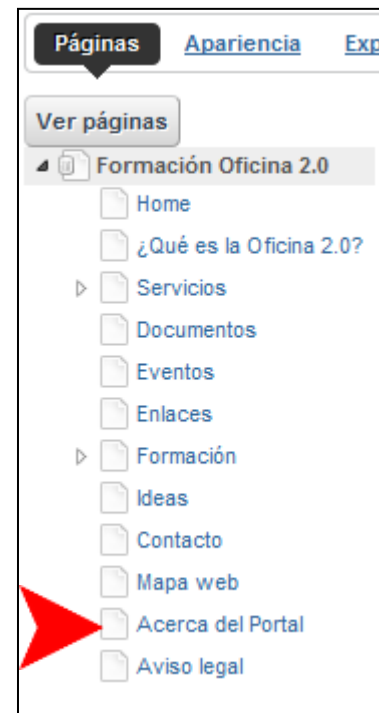 Páginas Apariencia Exp
Ver páginas
Formación Oficina 2.0
Home
¿Qué es la Oficina 2.0?
Servicios
Documentos
Eventos
Enlaces
Formación
Ideas
Contacto
Mapa web
Acerca del Portal
Aviso legal